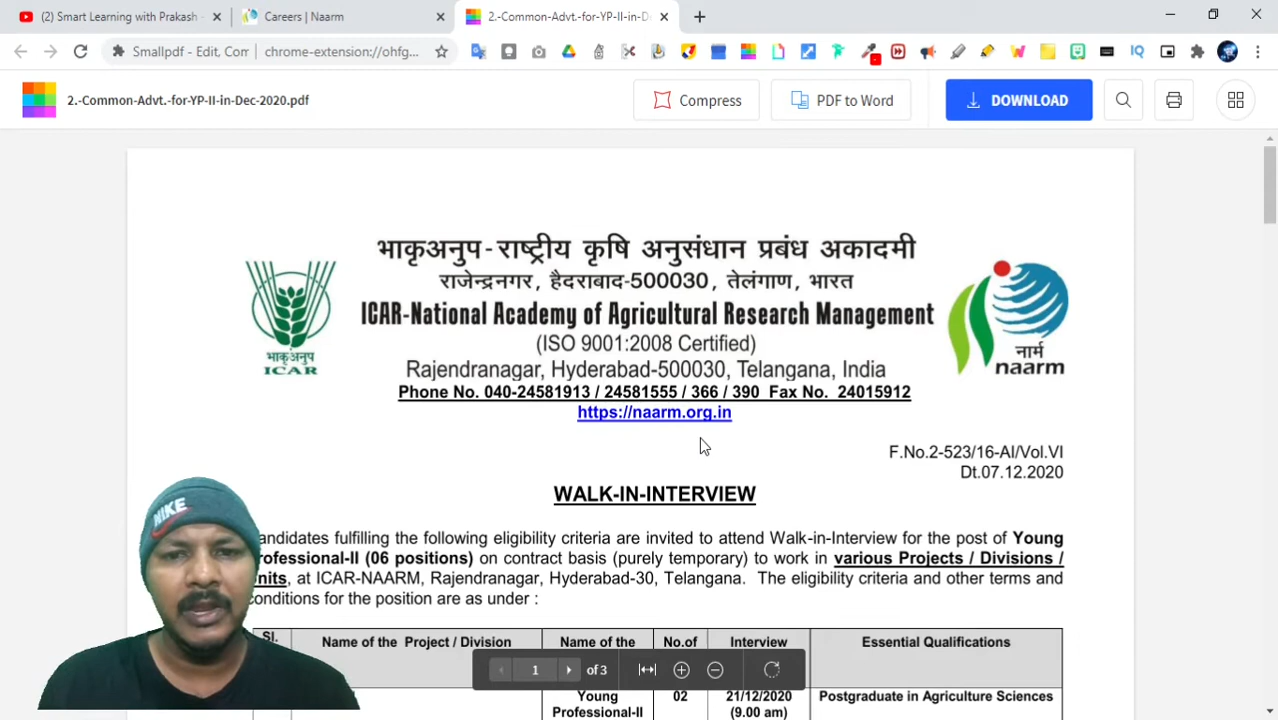 (2) Smart Learning with Prakash
Careers | Naarm
2.-Common-Advt.-for-YP-II-in-De
Smallpdf - Edit, Com
chrome-extension://ohfg
2.-Common-Advt.-for-YP-II-in-Dec-2020.pdf
Compress
PDF to Word
DOWNLOAD
भाकृअनुप-राष्ट्रीय कृषि अनुसंधान प्रबंध अकादमी
राजेन्द्रनगर, हैदराबाद-500030, तेलंगाण, भारत
ICAR-National Academy of Agricultural Research Management
(ISO 9001:2008 Certified)
Rajendranagar, Hyderabad-500030, Telangana, India
Phone No. 040-24581913 / 24581555 / 366 / 390 Fax No. 24015912
https://naarm.org.in
भाकृअनुप
ICAR
नार्म
naarm
F.No.2-523/16-AI/Vol.VI
Dt.07.12.2020
WALK-IN-INTERVIEW
andidates fulfilling the following eligibility criteria are invited to attend Walk-in-Interview for the post of Young
rofessional-II (06 positions) on contract basis (purely temporary) to work in various Projects / Divisions /
nits, at ICAR-NAARM, Rajendranagar, Hyderabad-30, Telangana. The eligibility criteria and other terms and
onditions for the position are as under :
Sl.
Name of the Project / Division
Name of the
No.of
Interview
Essential Qualifications
1
of 3
Young
Professional-II
02
21/12/2020
(9.00 am)
Postgraduate in Agriculture Sciences
NIKE
IQ